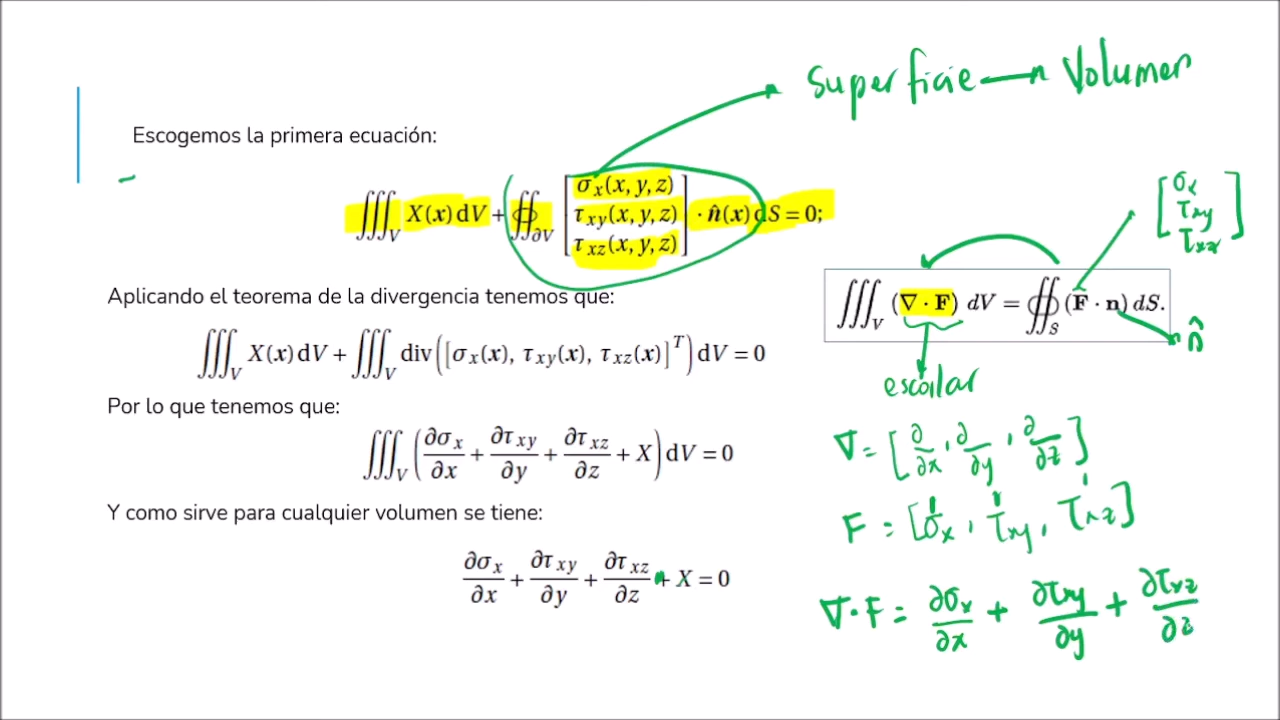 Superficie → Volumen
Escogemos la primera ecuación:
∭_V X(x) dV + ∯_∂V [σ_x(x, y, z) τ_xy(x, y, z) τ_xz(x, y, z)] · n̂(x) dS = 0;
[σ_x τ_xy τ_xz]
Aplicando el teorema de la divergencia tenemos que:
∭_V (∇ · F) dV = ∯_S (F · n) dS.
n̂
∭_V X(x) dV + ∭_V div([σ_x(x), τ_xy(x), τ_xz(x)]^T) dV = 0
escalar
Por lo que tenemos que:
∭_V (∂σ_x/∂x + ∂τ_xy/∂y + ∂τ_xz/∂z + X) dV = 0
∇ = [∂/∂x, ∂/∂y, ∂/∂z]
Y como sirve para cualquier volumen se tiene:
F = [σ_x, τ_xy, τ_xz]
∂σ_x/∂x + ∂τ_xy/∂y + ∂τ_xz/∂z + X = 0
∇·F = ∂σ_x/∂x + ∂τ_xy/∂y + ∂τ_xz/∂z